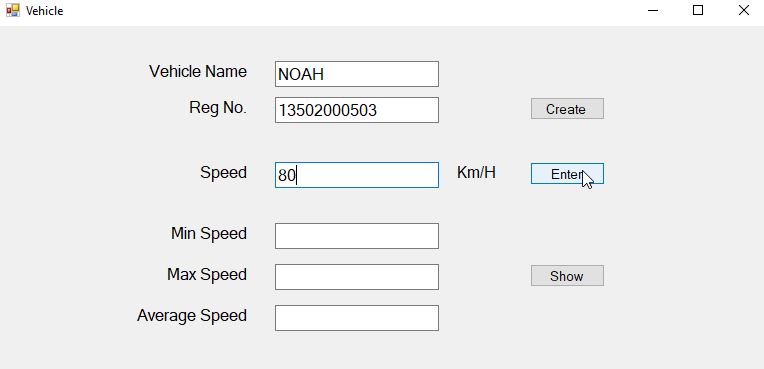 Vehicle
Vehicle Name NOAH
Reg No. 13502000503 Create
Speed 80 Km/H Enter
Min Speed
Max Speed Show
Average Speed